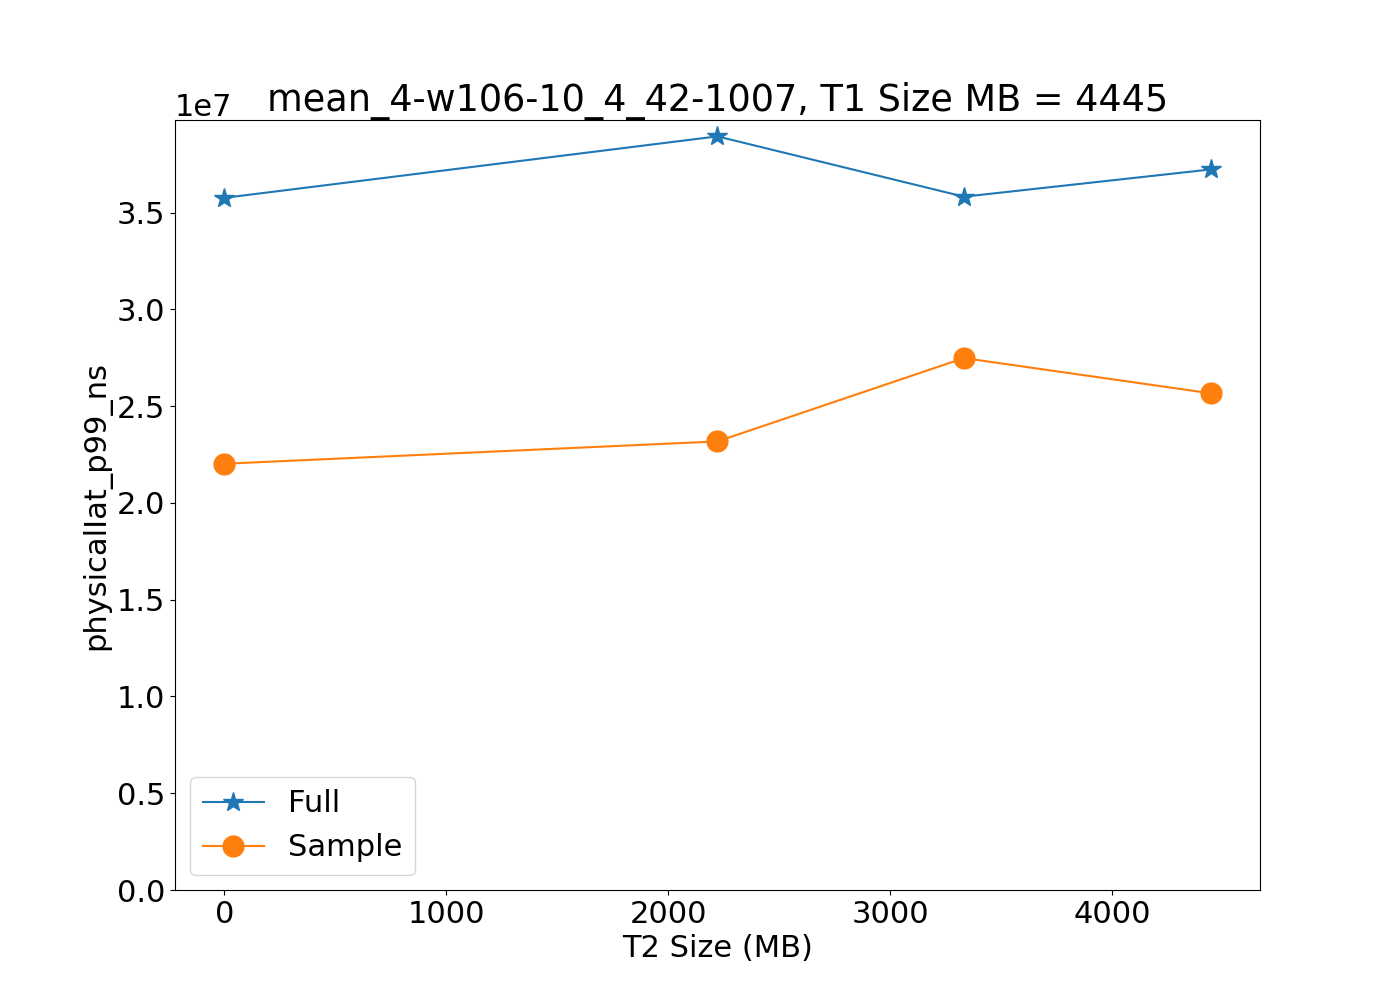 mean_4-w106-10_4_42-1007, T1 Size MB = 4445
1e7
3.5
3.0
2.5
2.0
1.5
1.0
0.5
0.0
physicallat_p99_ns
Full
Sample
0 1000 2000 3000 4000
T2 Size (MB)